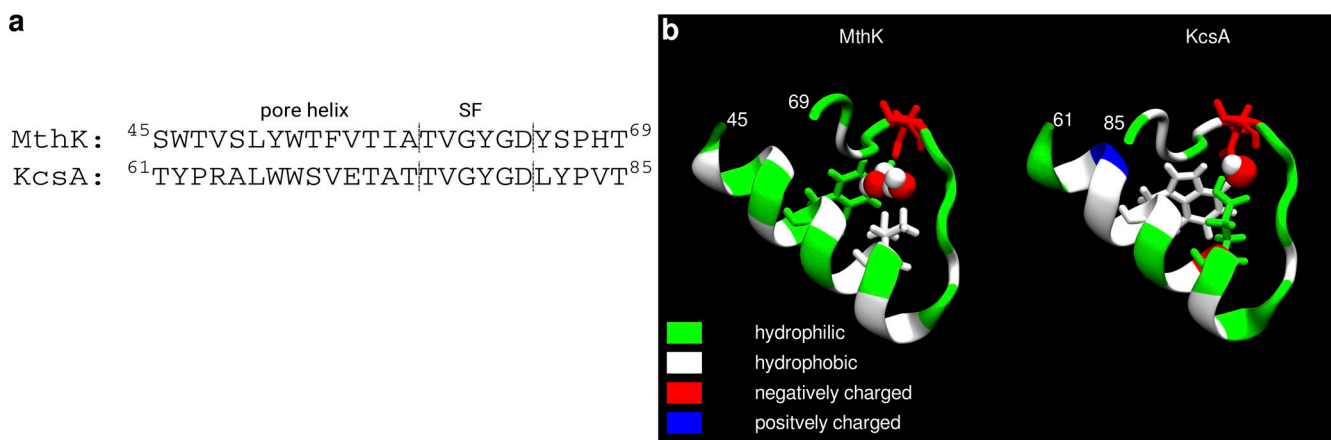 a
pore helix SF
MthK: 45SWTVSLYWTFVTIATVGYGDYSPHT69
KcsA: 61TYPRALWWSVETATTVGYGDLYPVT85
b
MthK KcsA
69
45
61 85
hydrophilic
hydrophobic
negatively charged
positvely charged